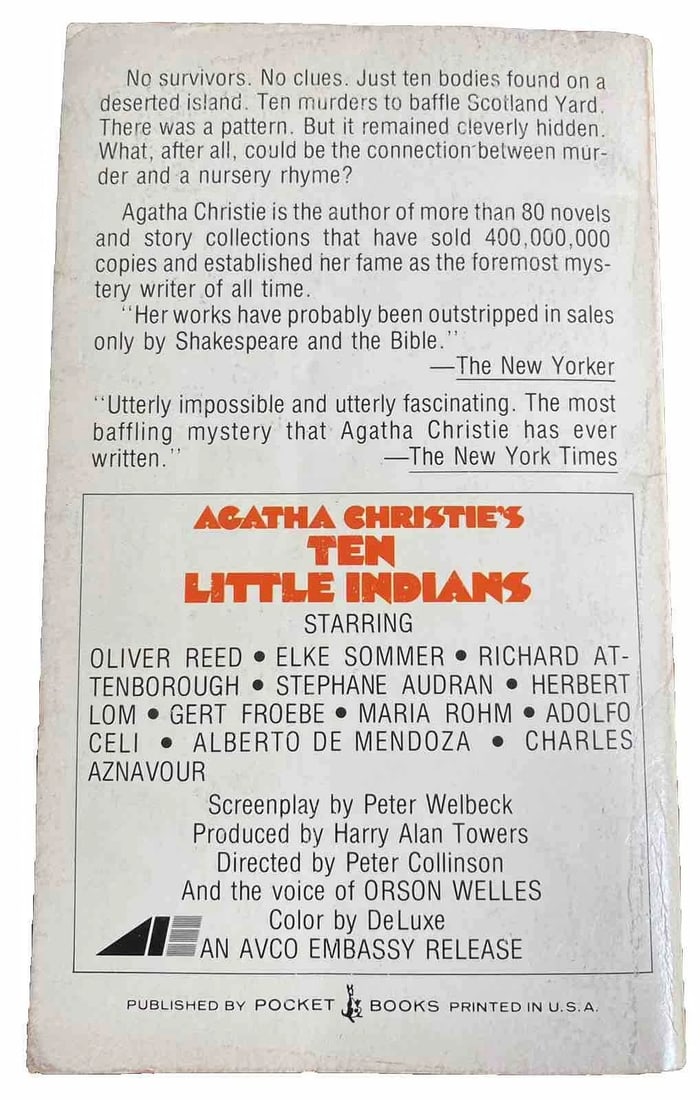 No survivors. No clues. Just ten bodies found on a
deserted island. Ten murders to baffle Scotland Yard.
There was a pattern. But it remained cleverly hidden.
What, after all, could be the connection between mur-
der and a nursery rhyme?
Agatha Christie is the author of more than 80 novels
and story collections that have sold 400,000,000
copies and established her fame as the foremost mys-
tery writer of all time.
"Her works have probably been outstripped in sales
only by Shakespeare and the Bible."
—The New Yorker
"Utterly impossible and utterly fascinating. The most
baffling mystery that Agatha Christie has ever
written." —The New York Times
AGATHA CHRISTIE'S
TEN
LITTLE INDIANS
STARRING
OLIVER REED • ELKE SOMMER • RICHARD AT-
TENBOROUGH • STEPHANE AUDRAN • HERBERT
LOM • GERT FROEBE • MARIA ROHM • ADOLFO
CELI • ALBERTO DE MENDOZA • CHARLES
AZNAVOUR
Screenplay by Peter Welbeck
Produced by Harry Alan Towers
Directed by Peter Collinson
And the voice of ORSON WELLES
Color by DeLuxe
AE AN AVCO EMBASSY RELEASE
PUBLISHED BY POCKET BOOKS PRINTED IN U.S.A.